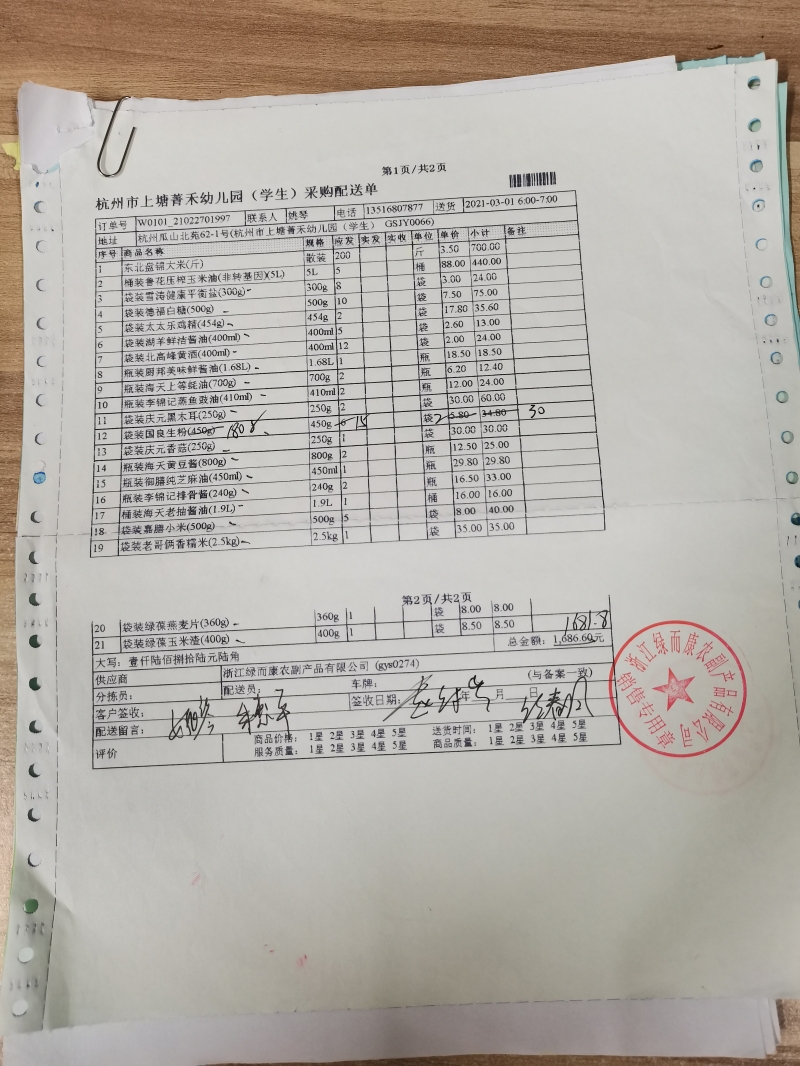 第1页/共2页
杭州市上塘菁禾幼儿园（学生）采购配送单
订单号 W0101_21022701997 联系人 姚琴 电话 13516807877 送货 2021-03-01 6:00-7:00
地址 杭州瓜山北苑62-1号(杭州市上塘菁禾幼儿园（学生） GSJY0066)
序号 商品名称 规格 应发 实发 实收 单位 单价 小计 备注
1 东北盘锦大米(斤) 散装 200 斤 3.50 700.00
2 桶装鲁花压榨玉米油(非转基因)(5L) 5L 5 桶 88.00 440.00
3 袋装雪涛健康平衡盐(300g) 300g 8 袋 3.00 24.00
4 袋装德福白糖(500g) 500g 10 袋 7.50 75.00
5 袋装太太乐鸡精(454g) 454g 2 袋 17.80 35.60
6 袋装湖羊鲜洁酱油(400ml) 400ml 5 袋 2.60 13.00
7 袋装北高峰黄酒(400ml) 400ml 12 袋 2.00 24.00
8 瓶装厨邦美味鲜酱油(1.68L) 1.68L 1 瓶 18.50 18.50
9 瓶装海天上等蚝油(700g) 700g 2 瓶 6.20 12.40
10 瓶装李锦记蒸鱼豉油(410ml) 410ml 2 瓶 12.00 24.00
11 袋装庆元黑木耳(250g) 250g 2 袋 30.00 60.00
12 袋装国良生粉(450g) 180g 450g 6 15 袋 2 5.80 34.80 30
13 袋装庆元香菇(250g) 250g 1 袋 30.00 30.00
14 瓶装海天黄豆酱(800g) 800g 2 瓶 12.50 25.00
15 瓶装御膳纯芝麻油(450ml) 450ml 1 瓶 29.80 29.80
16 瓶装李锦记排骨酱(240g) 240g 2 瓶 16.50 33.00
17 桶装海天老抽酱油(1.9L) 1.9L 1 桶 16.00 16.00
18 袋装嘉膳小米(500g) 500g 5 袋 8.00 40.00
19 袋装老哥俩香糯米(2.5kg) 2.5kg 1 袋 35.00 35.00
第2页/共2页
20 袋装绿葆燕麦片(360g) 360g 1 袋 8.00 8.00
21 袋装绿葆玉米渣(400g) 400g 1 袋 8.50 8.50 1681.8
大写: 壹仟陆佰捌拾陆元陆角 总金额: 1,686.60元
供应商 浙江绿而康农副产品有限公司 (gys0274)
分拣员: 配送员: 车牌: (与备案一致)
客户签收: 签收日期: 年 月 日
配送留言:
评价 商品价格: 1星 2星 3星 4星 5星 送货时间: 1星 2星 3星 4星 5星
服务质量: 1星 2星 3星 4星 5星 商品质量: 1星 2星 3星 4星 5星
浙江绿而康农副产品有限公司